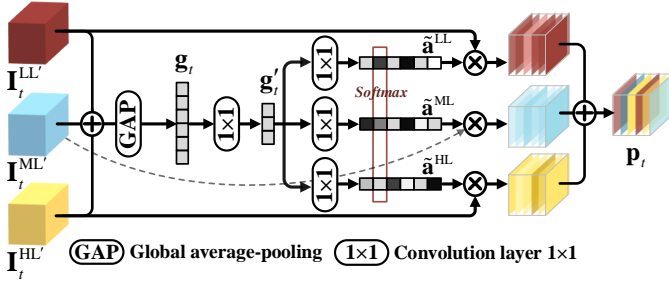 I_t^{LL′}
I_t^{ML′}
I_t^{HL′}
GAP
g_t
1×1
g′_t
1×1
1×1
1×1
Softmax
ã^{LL}
ã^{ML}
ã^{HL}
p_t
GAP Global average-pooling 1×1 Convolution layer 1×1